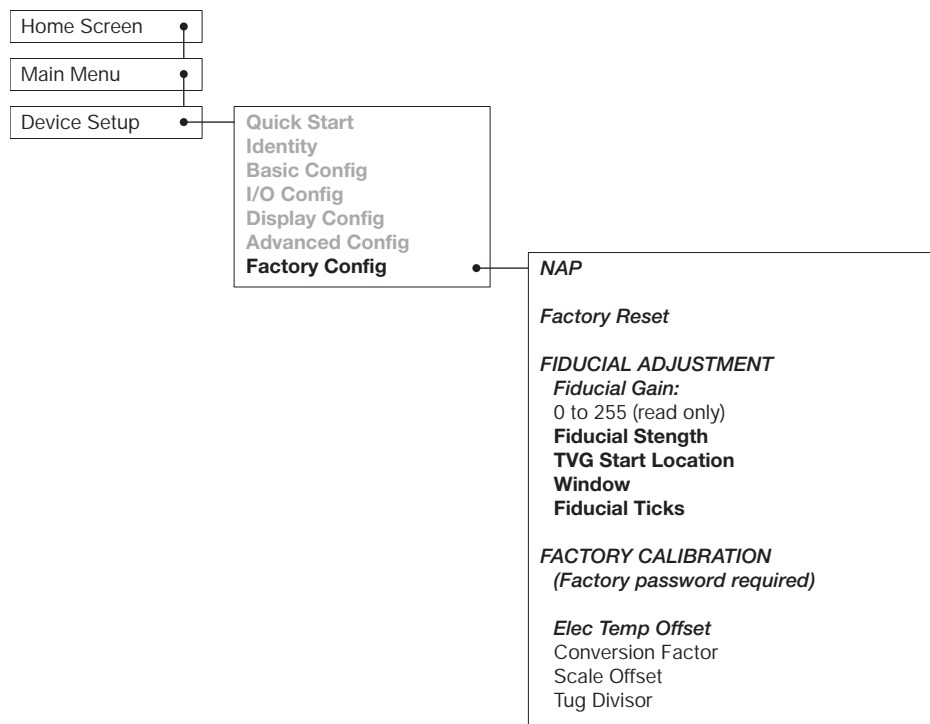 Home Screen
Main Menu
Device Setup
Quick Start
Identity
Basic Config
I/O Config
Display Config
Advanced Config
Factory Config
NAP
Factory Reset
FIDUCIAL ADJUSTMENT
Fiducial Gain:
0 to 255 (read only)
Fiducial Stength
TVG Start Location
Window
Fiducial Ticks
FACTORY CALIBRATION
(Factory password required)
Elec Temp Offset
Conversion Factor
Scale Offset
Tug Divisor